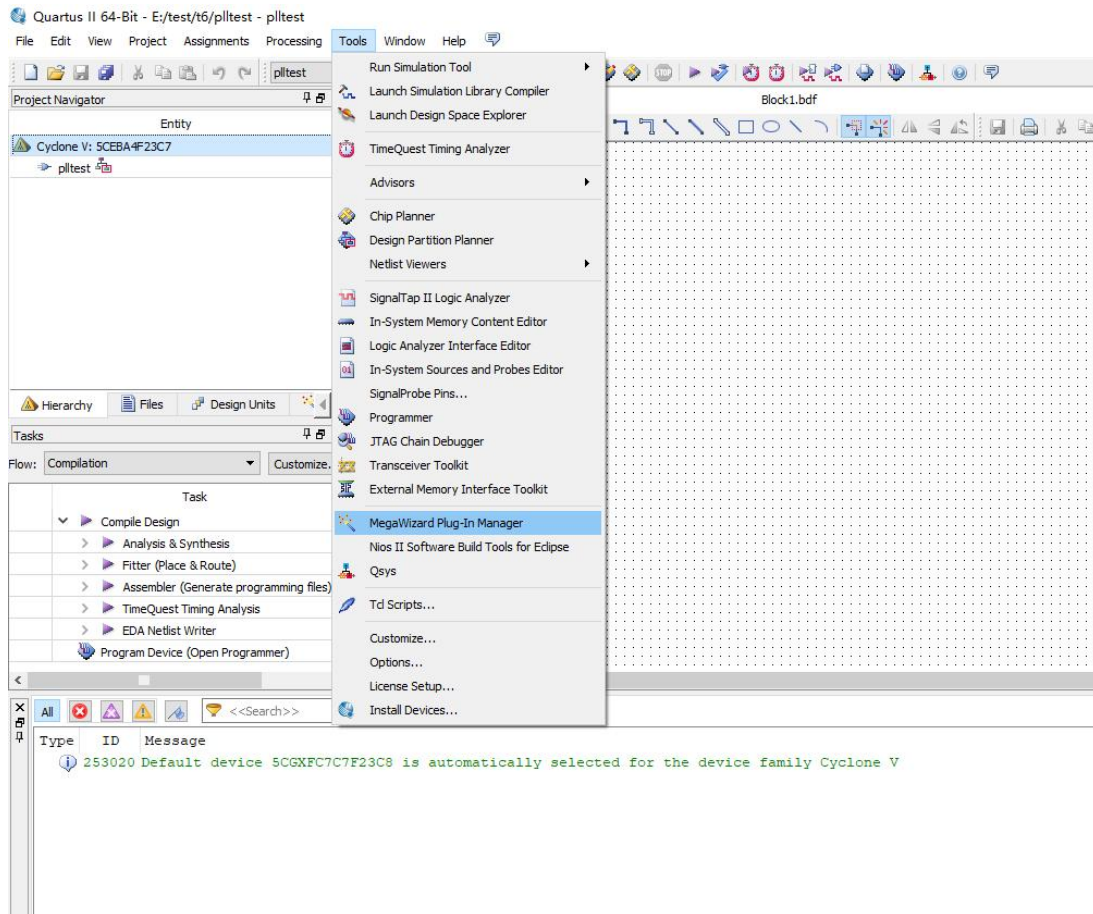 Quartus II 64-Bit - E:/test/t6/plltest - plltest
File Edit View Project Assignments Processing Tools Window Help
plltest
Project Navigator
Entity
Cyclone V: 5CEBA4F23C7
plltest
Hierarchy Files Design Units
Tasks
Flow: Compilation Customize.
Task
Compile Design
Analysis & Synthesis
Fitter (Place & Route)
Assembler (Generate programming files)
TimeQuest Timing Analysis
EDA Netlist Writer
Program Device (Open Programmer)
Run Simulation Tool
Launch Simulation Library Compiler
Launch Design Space Explorer
TimeQuest Timing Analyzer
Advisors
Chip Planner
Design Partition Planner
Netlist Viewers
SignalTap II Logic Analyzer
In-System Memory Content Editor
Logic Analyzer Interface Editor
In-System Sources and Probes Editor
SignalProbe Pins...
Programmer
JTAG Chain Debugger
Transceiver Toolkit
External Memory Interface Toolkit
MegaWizard Plug-In Manager
Nios II Software Build Tools for Eclipse
Qsys
Tcl Scripts...
Customize...
Options...
License Setup...
Install Devices...
STOP
Block1.bdf
All <<Search>>
Type ID Message
253020 Default device 5CGXFC7C7F23C8 is automatically selected for the device family Cyclone V